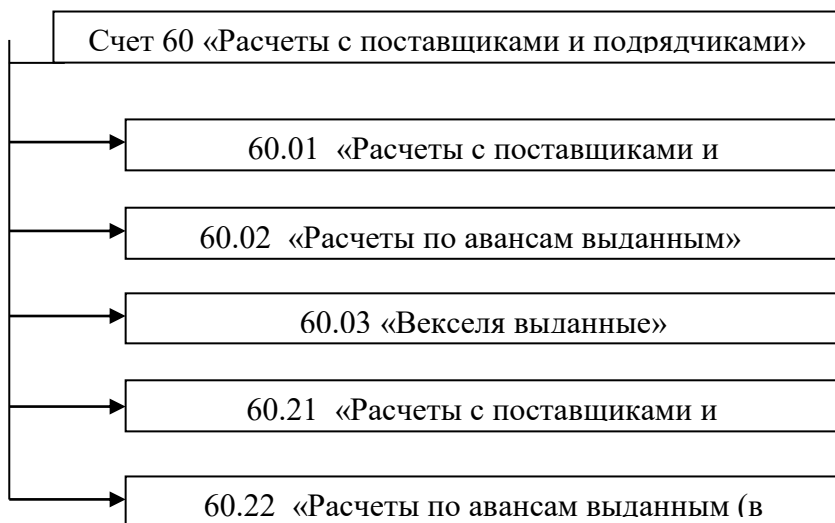 Счет 60 «Расчеты с поставщиками и подрядчиками»
60.01 «Расчеты с поставщиками и
60.02 «Расчеты по авансам выданным»
60.03 «Векселя выданные»
60.21 «Расчеты с поставщиками и
60.22 «Расчеты по авансам выданным (в